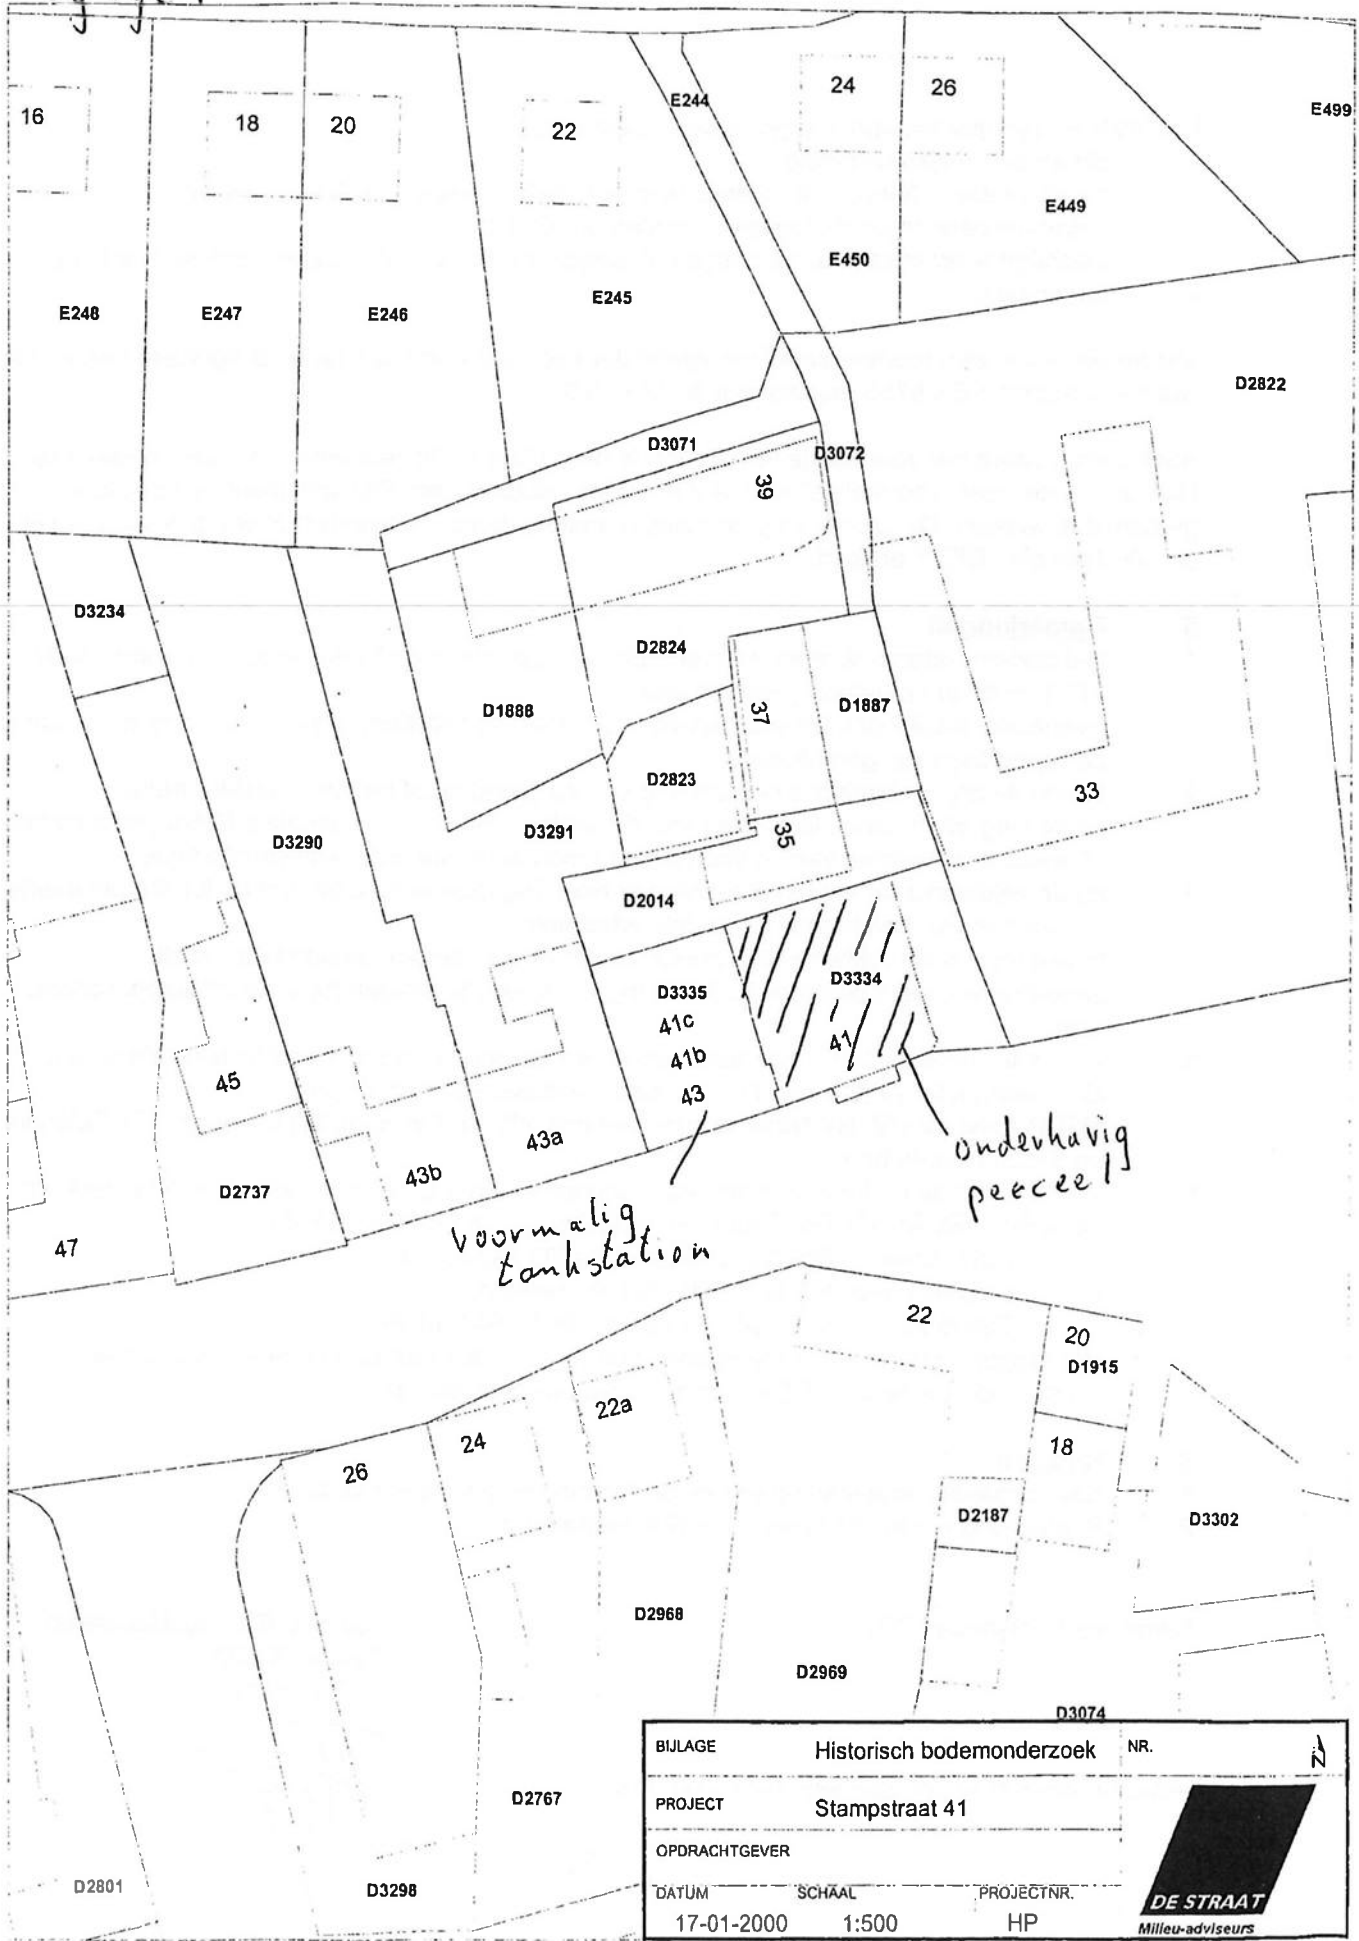 16
18
20
22
E244
24
26
E499
E449
E450
E248
E247
E246
E245
D2822
D3071
D3072
39
D3234
D2824
D1888
37
D1887
D2823
33
D3290
D3291
35
D2014
D3335
D3334
41c
41
41b
43
45
43a
43b
D2737
47
onderhavig
perceel
voormalig
tankstation
22
20
D1915
22a
24
18
26
D2187
D3302
D2968
D2969
D3074
D2767
D2801
D3298
BIJLAGE Historisch bodemonderzoek NR.
N
PROJECT Stampstraat 41
OPDRACHTGEVER
DATUM SCHAAL PROJECTNR.
17-01-2000 1:500 HP
DE STRAAT
Milieu-adviseurs